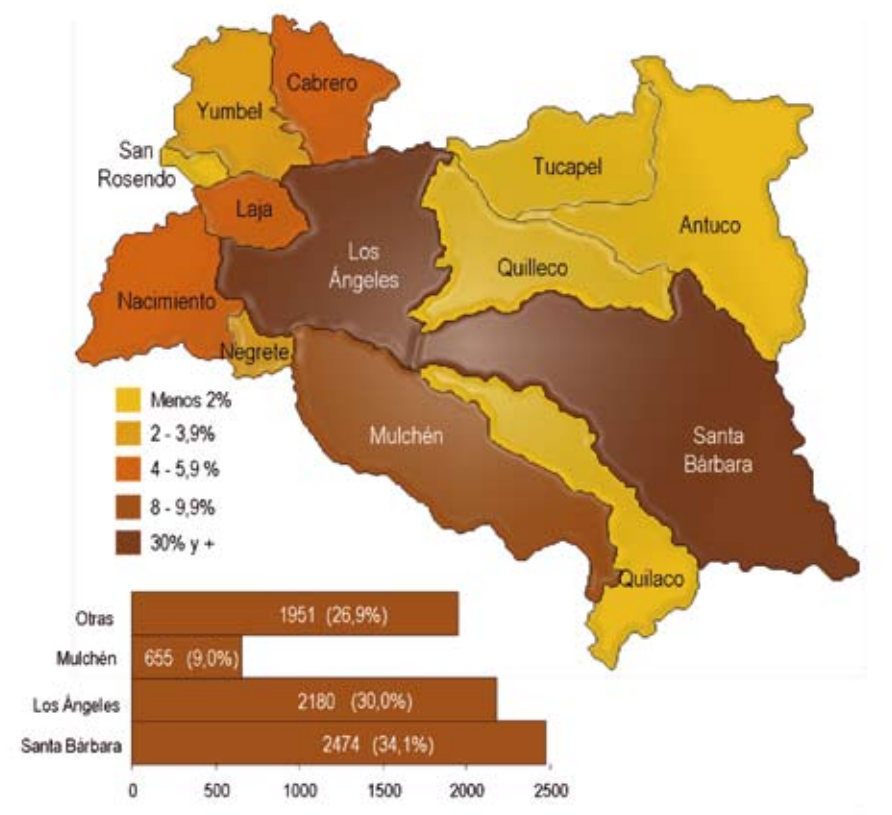 Cabrero
Yumbel
San
Rosendo
Tucapel
Laja
Antuco
Los
Ángeles
Quilleco
Nacimiento
Negrete
Menos 2%
2 - 3,9%
4 - 5,9 %
8 - 9,9%
30% y +
Mulchén
Santa
Bárbara
Quilaco
Otras 1951 (26,9%)
Mulchén 655 (9,0%)
Los Ángeles 2180 (30,0%)
Santa Bárbara 2474 (34,1%)
0 500 1000 1500 2000 2500